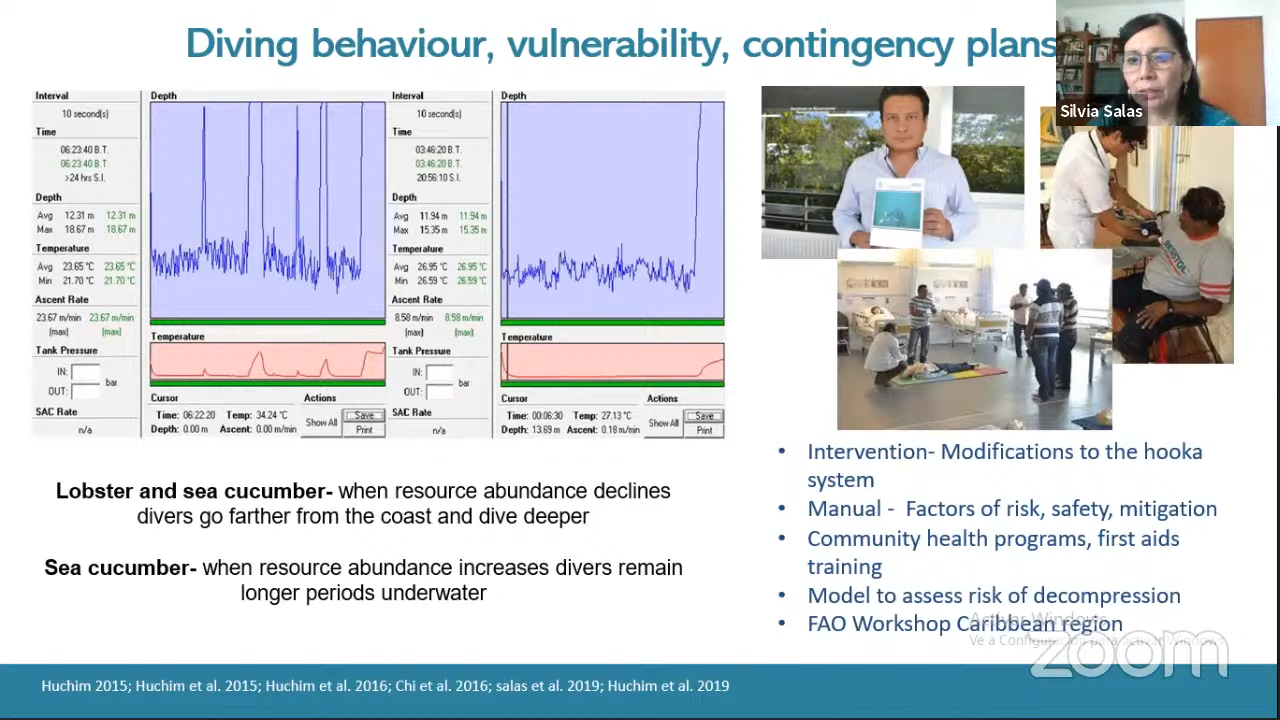 Diving behaviour, vulnerability, contingency plans
Silvia Salas
Interval
10 second(s)
Time
06:23:40 B.T.
06:23:40 B.T.
>24 hrs S.I.
Depth
Avg 12.31 m 12.31 m
Max 18.67 m 18.67 m
Temperature
Avg 23.65 °C 23.65 °C
Min 21.70 °C 21.70 °C
Ascent Rate
23.67 m/min 23.67 m/min
(max) (max)
Tank Pressure
IN:
bar
OUT:
SAC Rate
n/a
Depth
Temperature
Cursor
Actions
Time: 06:22:20 Temp: 34.24 °C
Depth: 0.00 m Ascent: 0.00 m/min
Show All
Save
Print
Interval
10 second(s)
Time
03:46:20 B.T.
03:46:20 B.T.
20:56:10 S.I.
Depth
Avg 11.94 m 11.94 m
Max 15.35 m 15.35 m
Temperature
Avg 26.95 °C 26.95 °C
Min 26.59 °C 26.59 °C
Ascent Rate
8.58 m/min 8.58 m/min
(max) (max)
Tank Pressure
IN:
bar
OUT:
SAC Rate
n/a
Depth
Temperature
Cursor
Actions
Time: 00:06:30 Temp: 27.13 °C
Depth: 13.69 m Ascent: 0.18 m/min
Show All
Save
Print
Lobster and sea cucumber- when resource abundance declines
divers go farther from the coast and dive deeper
Sea cucumber- when resource abundance increases divers remain
longer periods underwater
• Intervention- Modifications to the hooka
system
• Manual - Factors of risk, safety, mitigation
• Community health programs, first aids
training
• Model to assess risk of decompression
• FAO Workshop Caribbean region
Activar Windows
Ve a Configuración para activar Windows.
zoom
Huchim 2015; Huchim et al. 2015; Huchim et al. 2016; Chi et al. 2016; salas et al. 2019; Huchim et al. 2019